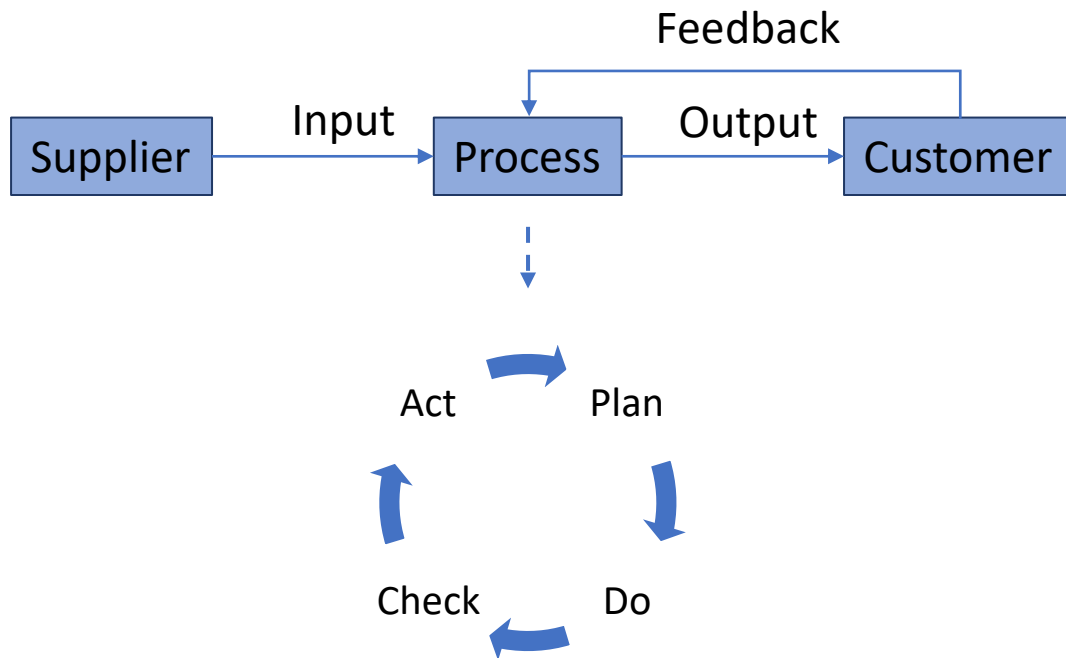 Feedback
Input
Output
Supplier
Process
Customer
Act
Plan
Check
Do